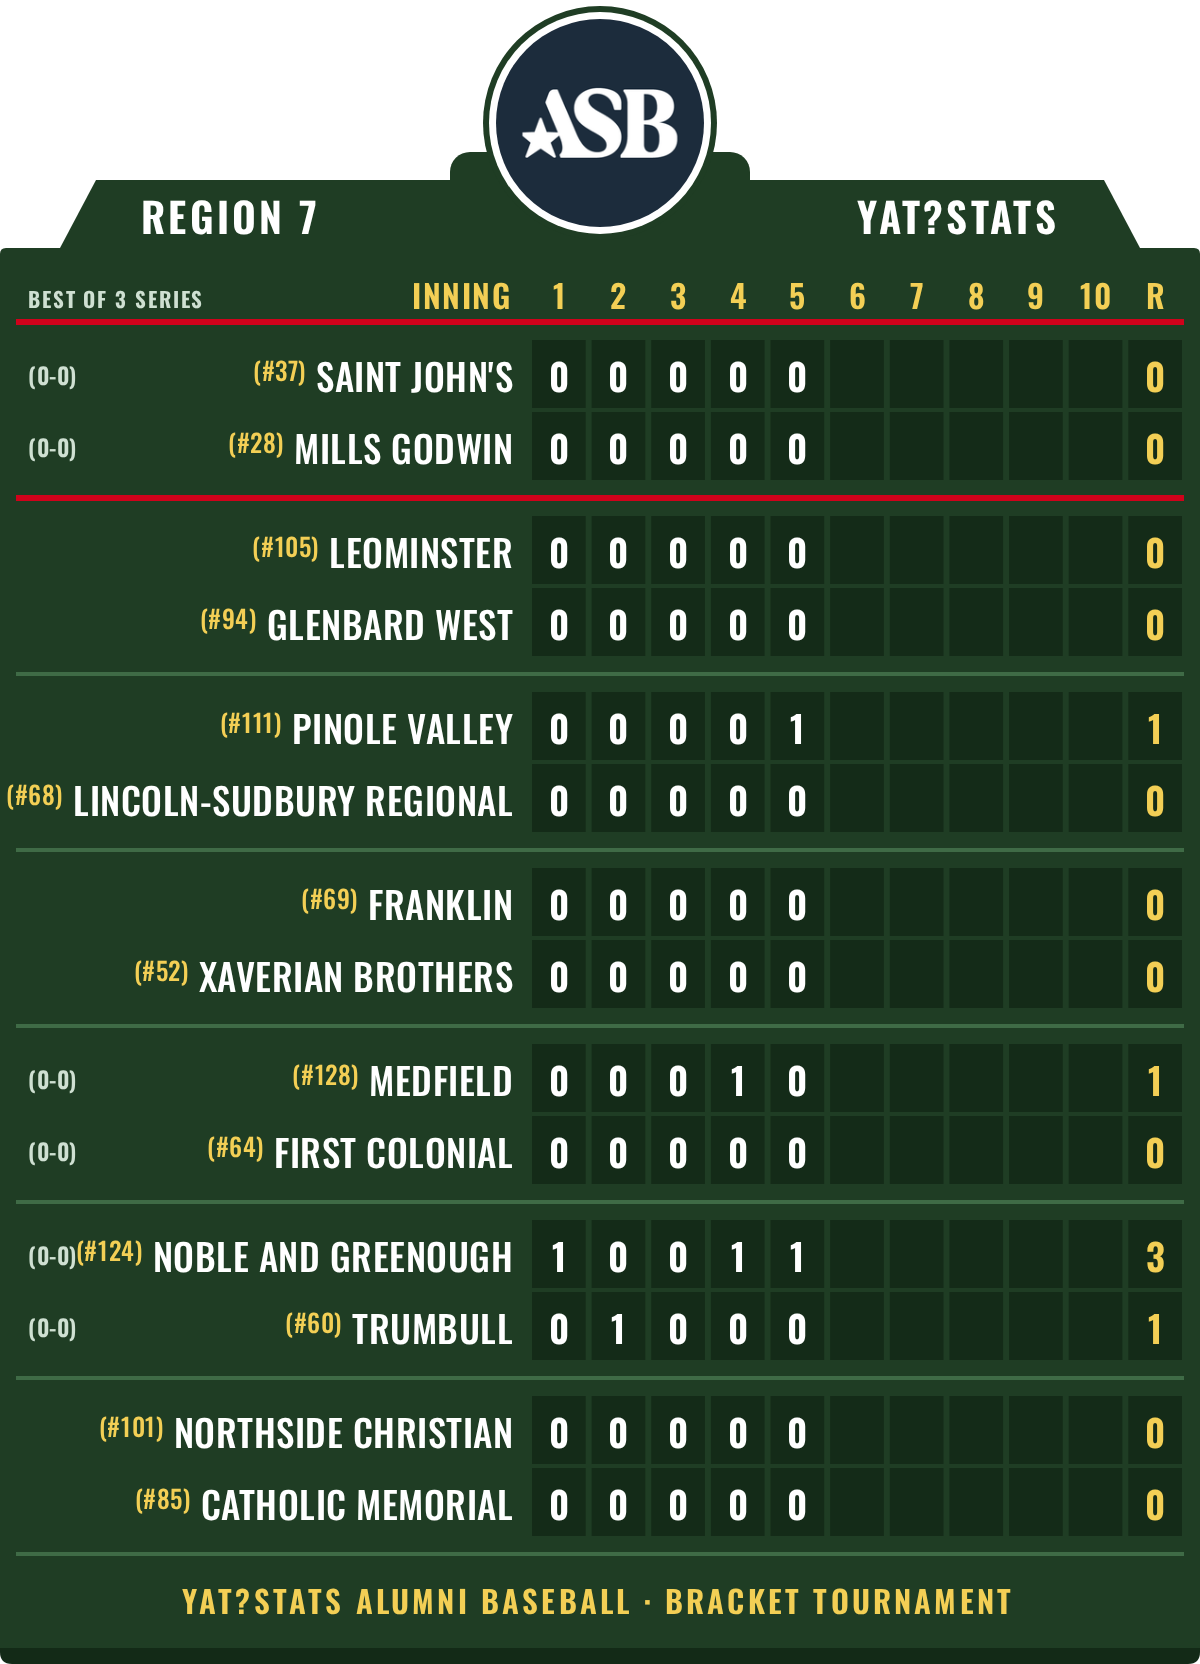 ASB
REGION 7 YAT?STATS
BEST OF 3 SERIES INNING 1 2 3 4 5 6 7 8 9 10 R
(0-0) (#37) SAINT JOHN'S 0 0 0 0 0 0
(0-0) (#28) MILLS GODWIN 0 0 0 0 0 0
(#105) LEOMINSTER 0 0 0 0 0 0
(#94) GLENBARD WEST 0 0 0 0 0 0
(#111) PINOLE VALLEY 0 0 0 0 1 1
(#68) LINCOLN-SUDBURY REGIONAL 0 0 0 0 0 0
(#69) FRANKLIN 0 0 0 0 0 0
(#52) XAVERIAN BROTHERS 0 0 0 0 0 0
(0-0) (#128) MEDFIELD 0 0 0 1 0 1
(0-0) (#64) FIRST COLONIAL 0 0 0 0 0 0
(0-0) (#124) NOBLE AND GREENOUGH 1 0 0 1 1 3
(0-0) (#60) TRUMBULL 0 1 0 0 0 1
(#101) NORTHSIDE CHRISTIAN 0 0 0 0 0 0
(#85) CATHOLIC MEMORIAL 0 0 0 0 0 0
YAT?STATS ALUMNI BASEBALL · BRACKET TOURNAMENT